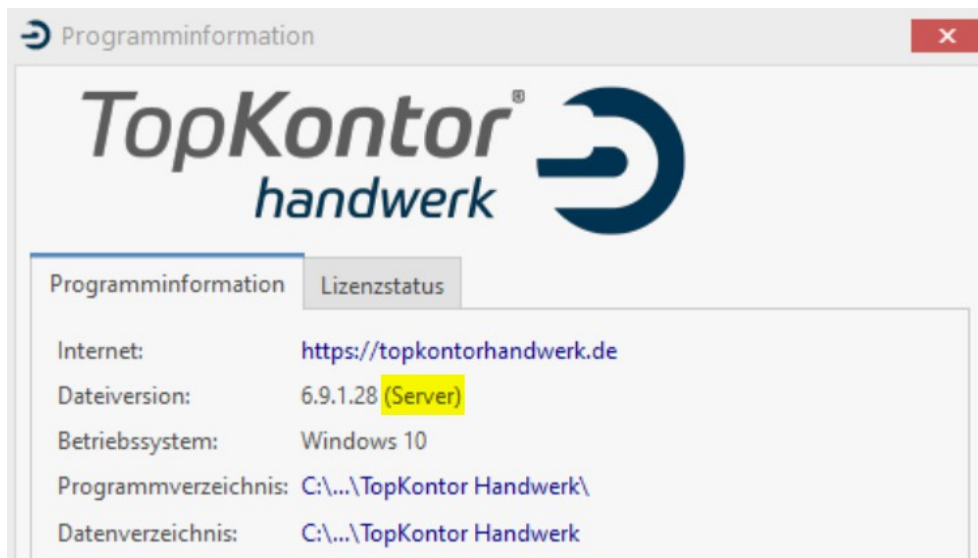 Programminformation
TopKontor®
handwerk
Programminformation
Lizenzstatus
Internet: https://topkontorhandwerk.de
Dateiversion: 6.9.1.28 (Server)
Betriebssystem: Windows 10
Programmverzeichnis: C:\...\TopKontor Handwerk\
Datenverzeichnis: C:\...\TopKontor Handwerk